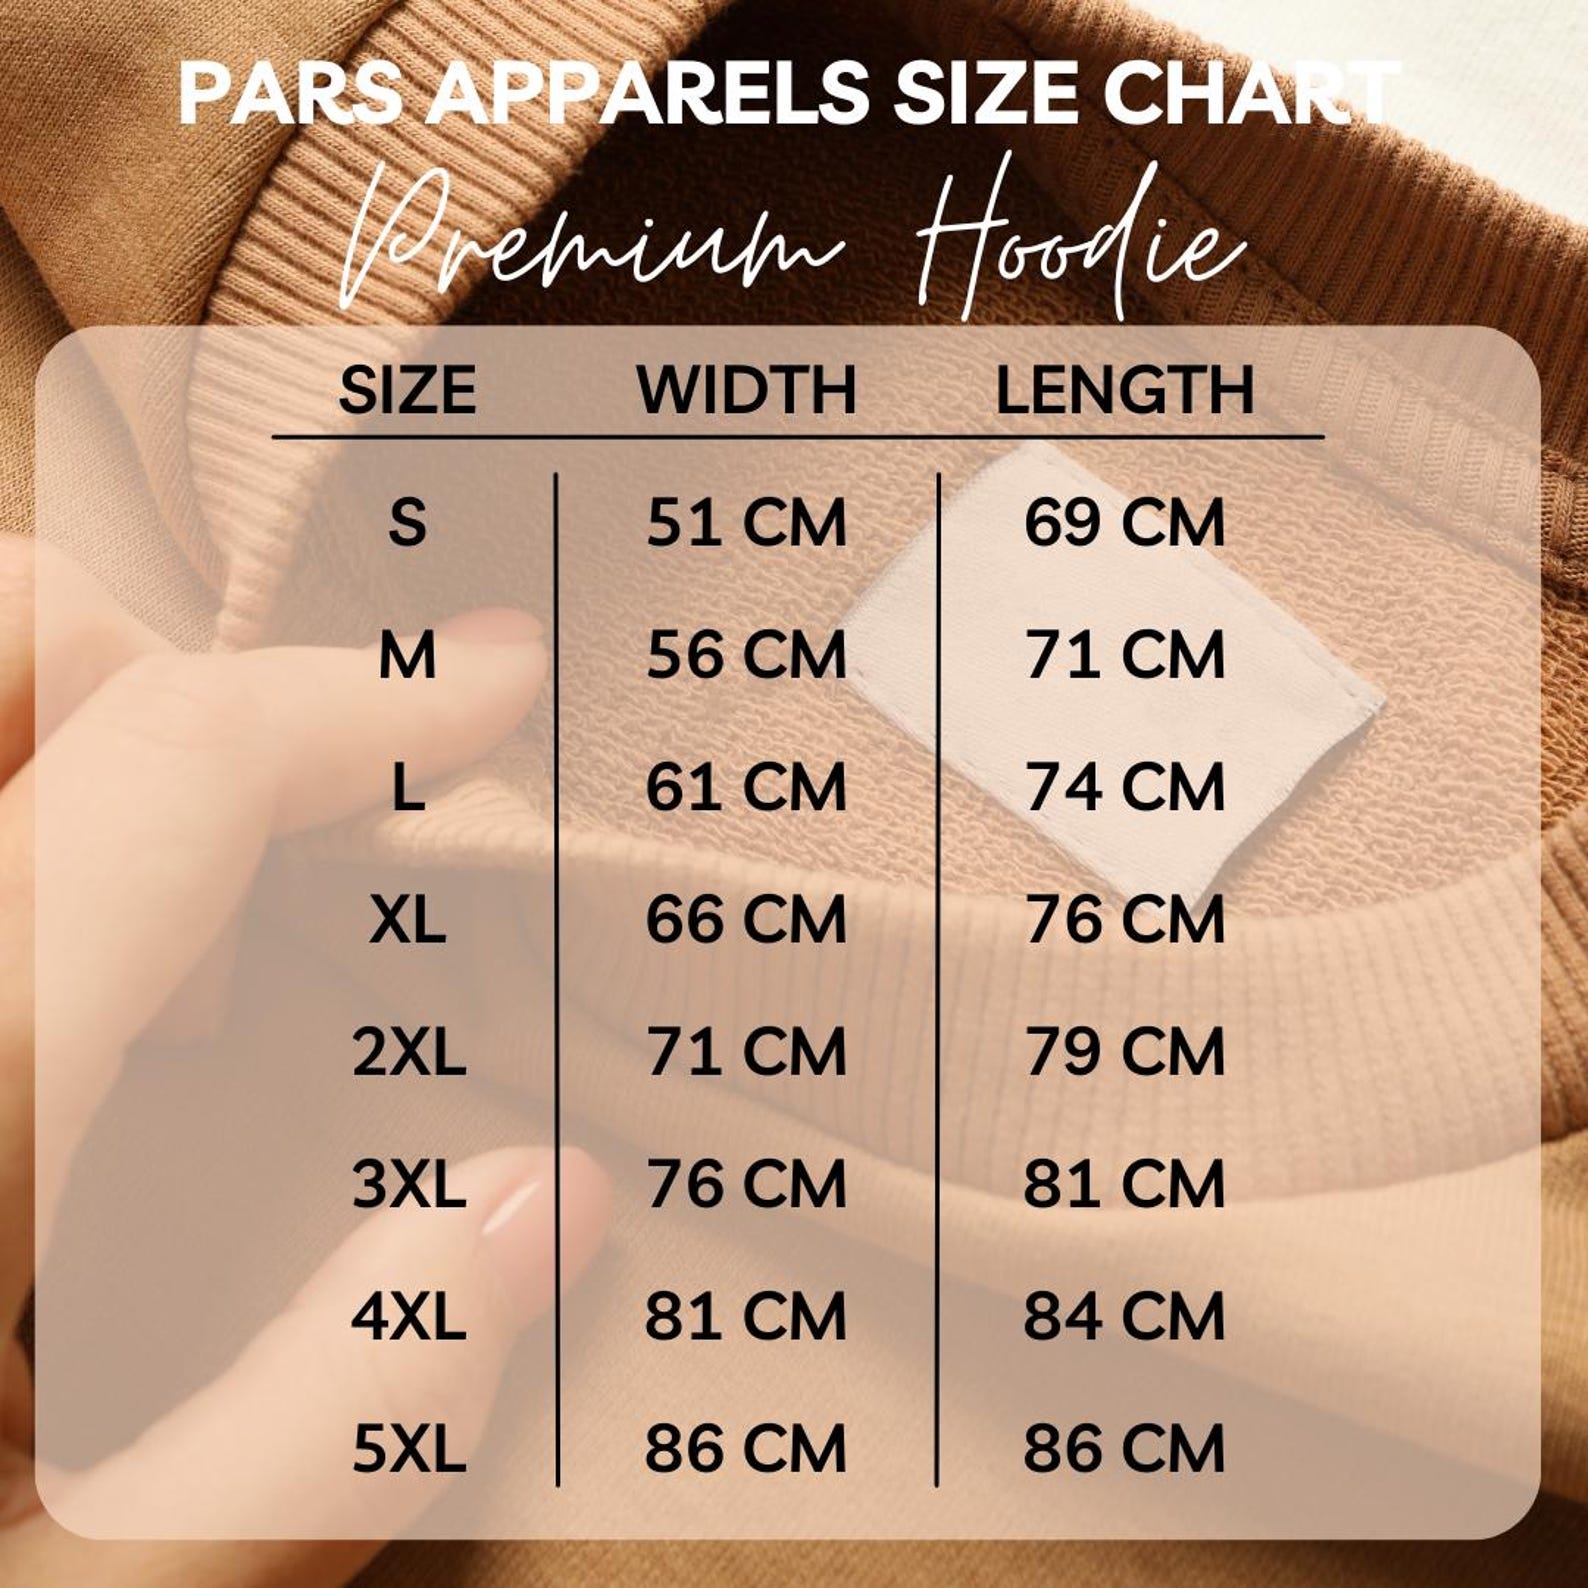 PARS APPARELS SIZE CHART
Premium Hoodie
SIZE WIDTH LENGTH
S 51 CM 69 CM
M 56 CM 71 CM
L 61 CM 74 CM
XL 66 CM 76 CM
2XL 71 CM 79 CM
3XL 76 CM 81 CM
4XL 81 CM 84 CM
5XL 86 CM 86 CM